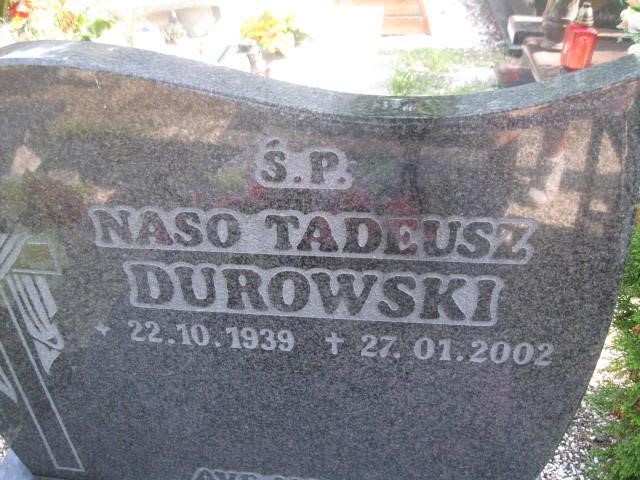 Ś.P.
NASO TADEUSZ
DUROWSKI
* 22.10.1939 ✝ 27.01.2002